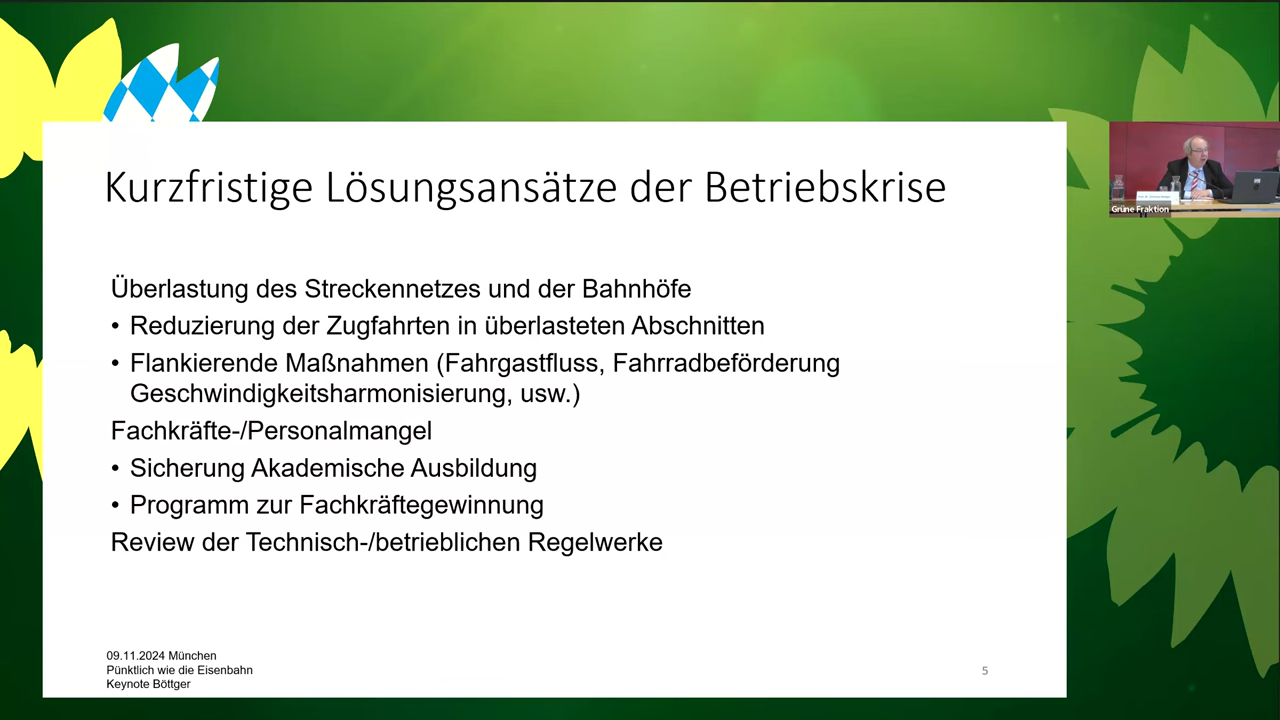 Kurzfristige Lösungsansätze der Betriebskrise
Überlastung des Streckennetzes und der Bahnhöfe
• Reduzierung der Zugfahrten in überlasteten Abschnitten
• Flankierende Maßnahmen (Fahrgastfluss, Fahrradbeförderung
Geschwindigkeitsharmonisierung, usw.)
Fachkräfte-/Personalmangel
• Sicherung Akademische Ausbildung
• Programm zur Fachkräftegewinnung
Review der Technisch-/betrieblichen Regelwerke
09.11.2024 München
Pünktlich wie die Eisenbahn
Keynote Böttger
5
Grüne Fraktion